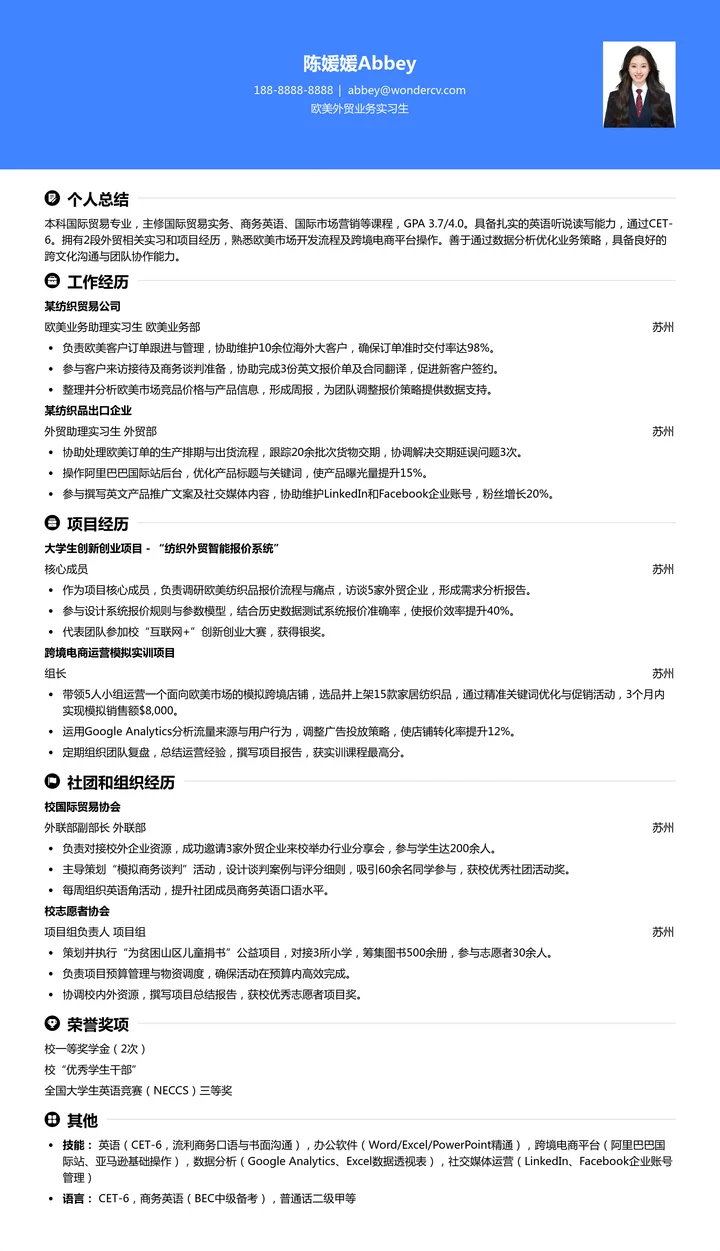 陈媛媛Abbey
188-8888-8888 | abbey@wondercv.com
欧美外贸业务实习生
个人总结
本科国际贸易专业，主修国际贸易实务、商务英语、国际市场营销等课程，GPA 3.7/4.0。具备扎实的英语听说读写能力，通过CET-
6。拥有2段外贸相关实习和项目经历，熟悉欧美市场开发流程及跨境电商平台操作。善于通过数据分析优化业务策略，具备良好的
跨文化沟通与团队协作能力。
工作经历
某纺织贸易公司
欧美业务助理实习生 欧美业务部 苏州
• 负责欧美客户订单跟进与管理，协助维护10余位海外大客户，确保订单准时交付率达98%。
• 参与客户来访接待及商务谈判准备，协助完成3份英文报价单及合同翻译，促进新客户签约。
• 整理并分析欧美市场竞品价格与产品信息，形成周报，为团队调整报价策略提供数据支持。
某纺织品出口企业
外贸助理实习生 外贸部 苏州
• 协助处理欧美订单的生产排期与出货流程，跟踪20余批次货物交期，协调解决交期延误问题3次。
• 操作阿里巴巴国际站后台，优化产品标题与关键词，使产品曝光量提升15%。
• 参与撰写英文产品推广文案及社交媒体内容，协助维护LinkedIn和Facebook企业账号，粉丝增长20%。
项目经历
大学生创新创业项目 - “纺织外贸智能报价系统”
核心成员 苏州
• 作为项目核心成员，负责调研欧美纺织品报价流程与痛点，访谈5家外贸企业，形成需求分析报告。
• 参与设计系统报价规则与参数模型，结合历史数据测试系统报价准确率，使报价效率提升40%。
• 代表团队参加校“互联网+”创新创业大赛，获得银奖。
跨境电商运营模拟实训项目
组长 苏州
• 带领5人小组运营一个面向欧美市场的模拟跨境店铺，选品并上架15款家居纺织品，通过精准关键词优化与促销活动，3个月内
实现模拟销售额$8,000。
• 运用Google Analytics分析流量来源与用户行为，调整广告投放策略，使店铺转化率提升12%。
• 定期组织团队复盘，总结运营经验，撰写项目报告，获实训课程最高分。
社团和组织经历
校国际贸易协会
外联部副部长 外联部 苏州
• 负责对接校外企业资源，成功邀请3家外贸企业来校举办行业分享会，参与学生达200余人。
• 主导策划“模拟商务谈判”活动，设计谈判案例与评分细则，吸引60余名同学参与，获校优秀社团活动奖。
• 每周组织英语角活动，提升社团成员商务英语口语水平。
校志愿者协会
项目组负责人 项目组 苏州
• 策划并执行“为贫困山区儿童捐书”公益项目，对接3所小学，筹集图书500余册，参与志愿者30余人。
• 负责项目预算管理与物资调度，确保活动在预算内高效完成。
• 协调校内外资源，撰写项目总结报告，获校优秀志愿者项目奖。
荣誉奖项
校一等奖学金（2次）
校“优秀学生干部”
全国大学生英语竞赛（NECCS）三等奖
其他
• 技能： 英语（CET-6，流利商务口语与书面沟通），办公软件（Word/Excel/PowerPoint精通），跨境电商平台（阿里巴巴国
际站、亚马逊基础操作），数据分析（Google Analytics、Excel数据透视表），社交媒体运营（LinkedIn、Facebook企业账号
管理）
• 语言： CET-6，商务英语（BEC中级备考），普通话二级甲等